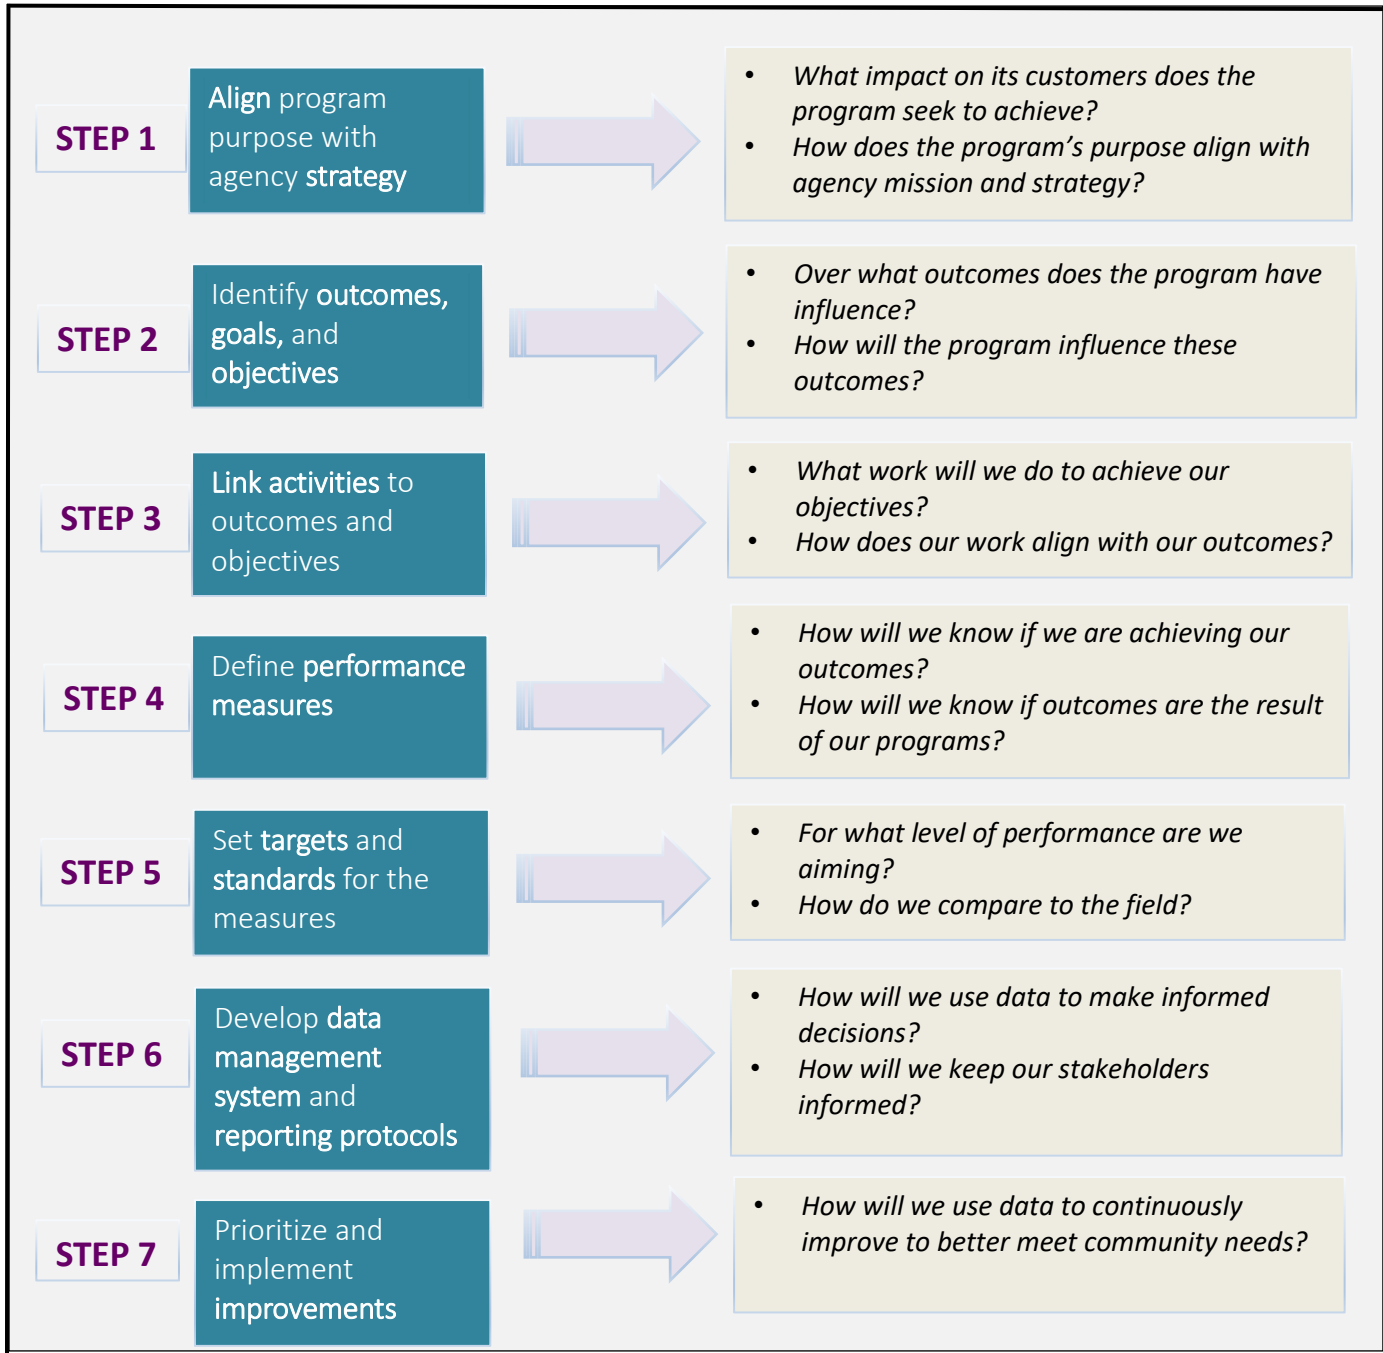 STEP 1
Align program
purpose with
agency strategy
• What impact on its customers does the
program seek to achieve?
• How does the program’s purpose align with
agency mission and strategy?
STEP 2
Identify outcomes,
goals, and
objectives
• Over what outcomes does the program have
influence?
• How will the program influence these
outcomes?
STEP 3
Link activities to
outcomes and
objectives
• What work will we do to achieve our
objectives?
• How does our work align with our outcomes?
STEP 4
Define performance
measures
• How will we know if we are achieving our
outcomes?
• How will we know if outcomes are the result
of our programs?
STEP 5
Set targets and
standards for the
measures
• For what level of performance are we
aiming?
• How do we compare to the field?
STEP 6
Develop data
management
system and
reporting protocols
• How will we use data to make informed
decisions?
• How will we keep our stakeholders
informed?
STEP 7
Prioritize and
implement
improvements
• How will we use data to continuously
improve to better meet community needs?